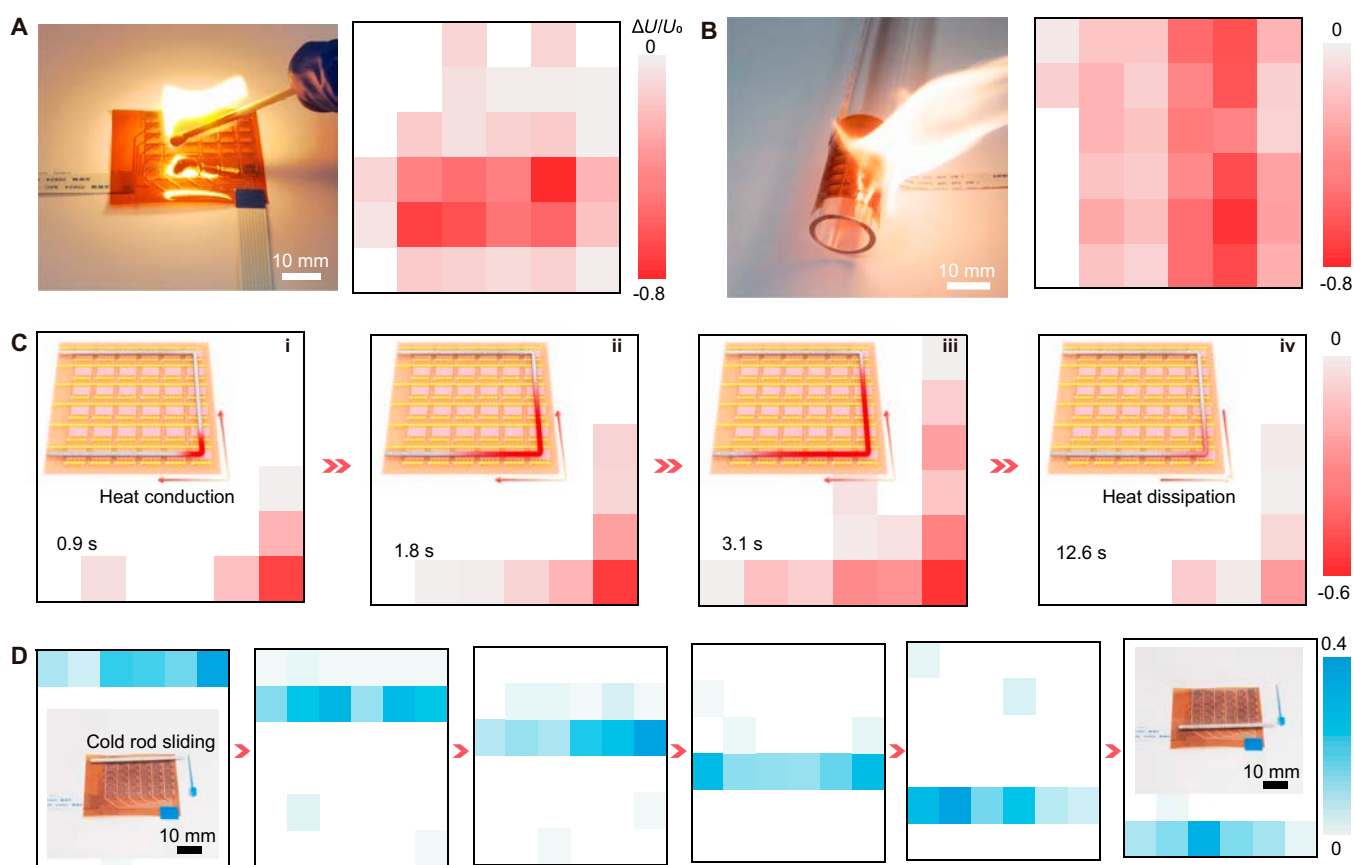 A
ΔU/U₀
0
-0.8
10 mm
B
0
-0.8
10 mm
C
i
Heat conduction
0.9 s
ii
1.8 s
iii
3.1 s
iv
Heat dissipation
12.6 s
0
-0.6
D
Cold rod sliding
10 mm
10 mm
0.4
0